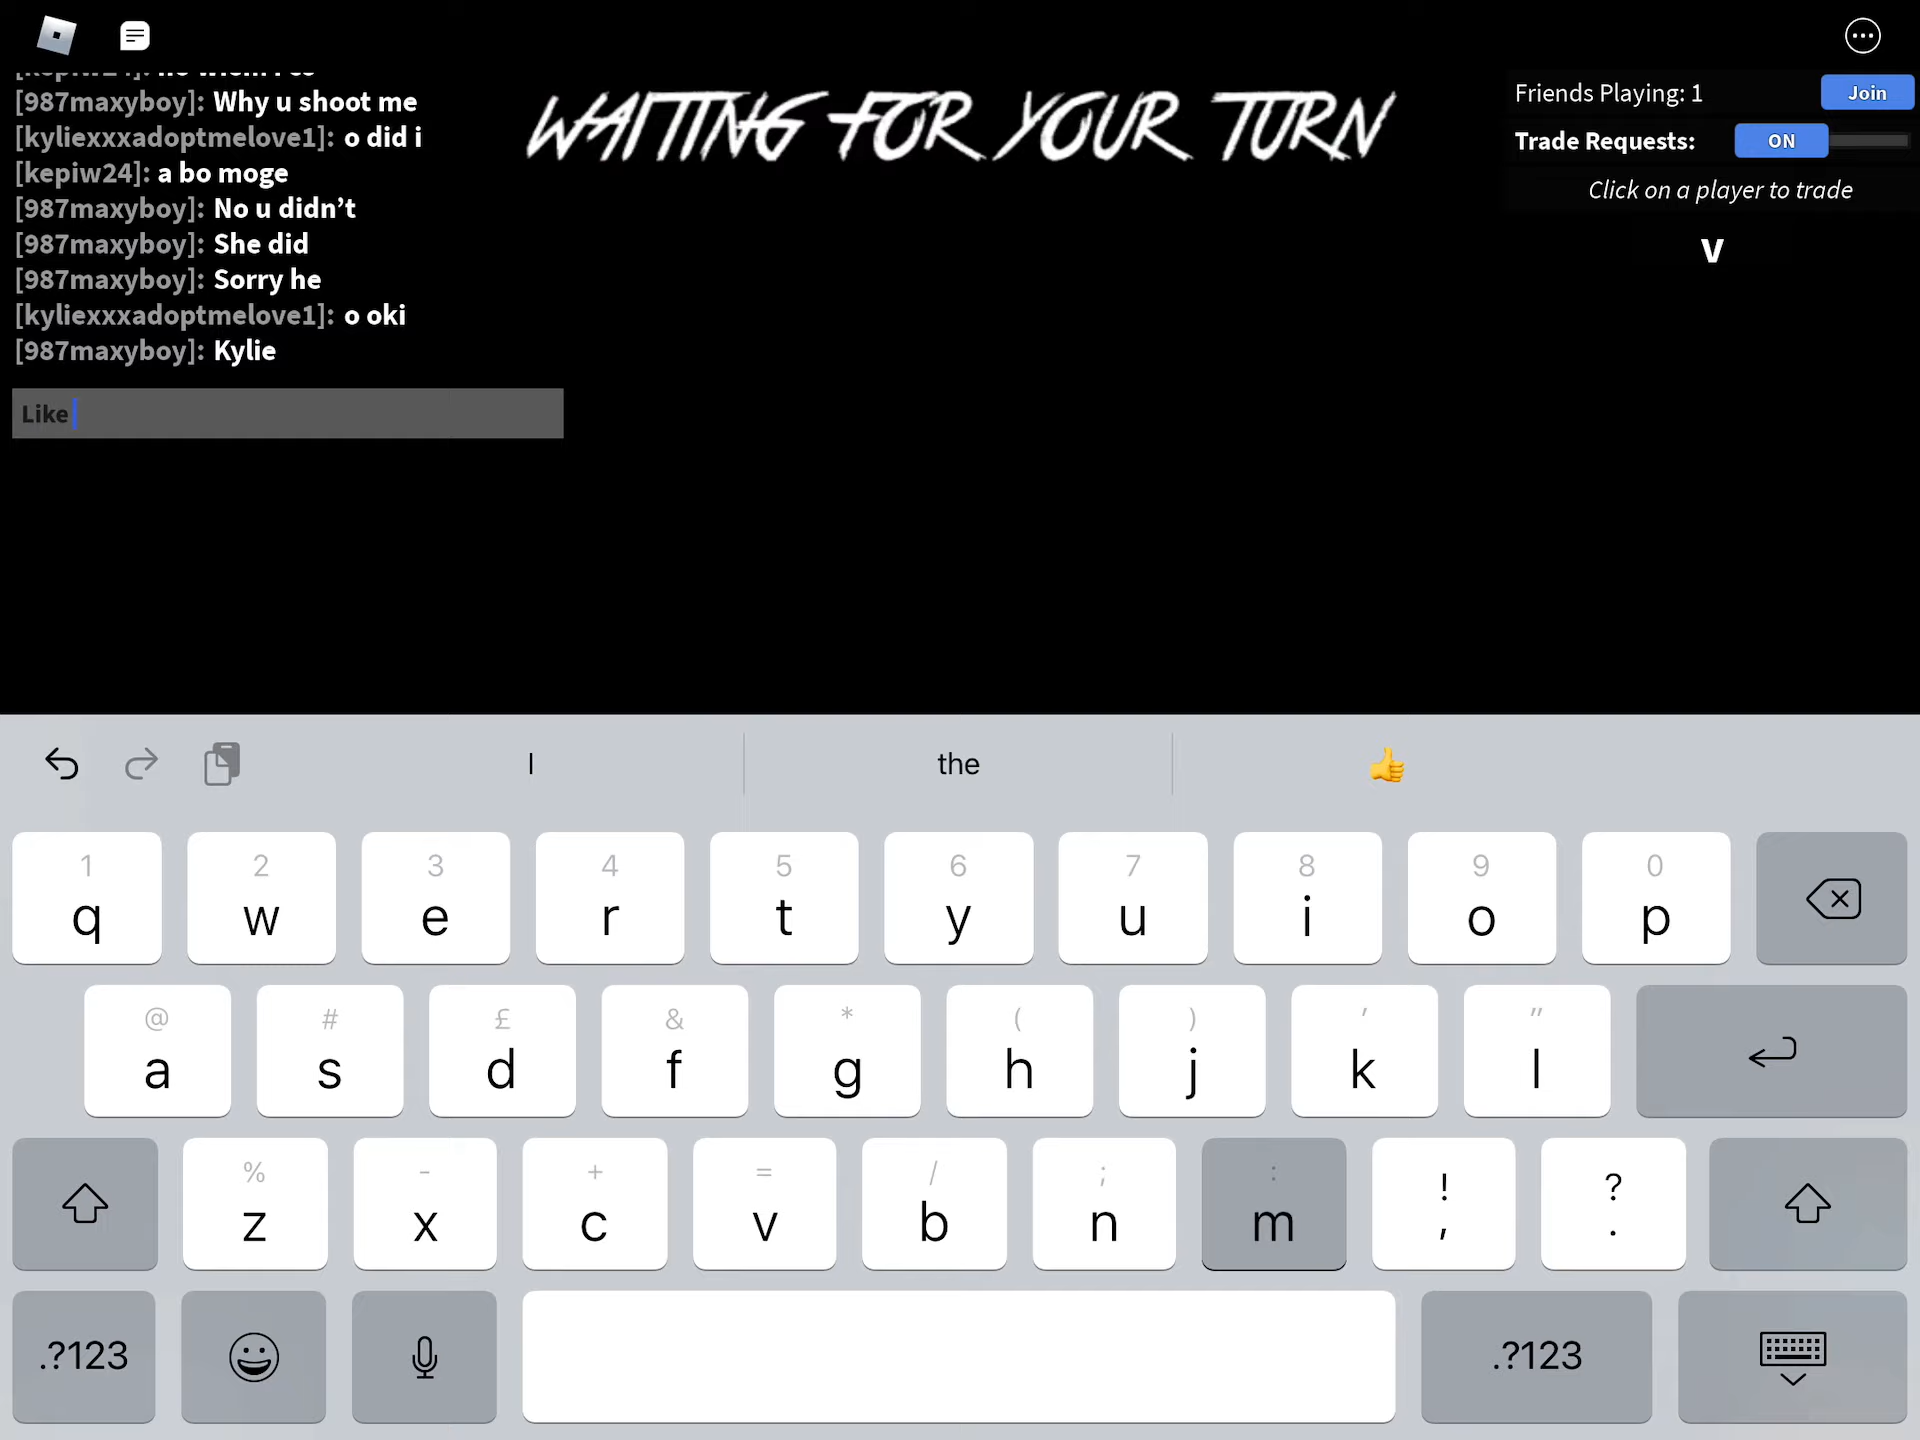 [987maxyboy]: Why u shoot me
[kyliexxxadoptmelove1]: o did i
[kepiw24]: a bo moge
[987maxyboy]: No u didn’t
[987maxyboy]: She did
[987maxyboy]: Sorry he
[kyliexxxadoptmelove1]: o oki
[987maxyboy]: Kylie
Like
WAITING FOR YOUR TURN
Friends Playing: 1 Join
Trade Requests: ON
Click on a player to trade
V
I the
1 2 3 4 5 6 7 8 9 0
q w e r t y u i o p
@ # £ & * ( ) ' "
a s d f g h j k l
% - + = / ; : ! ?
z x c v b n m , .
.?123 .?123